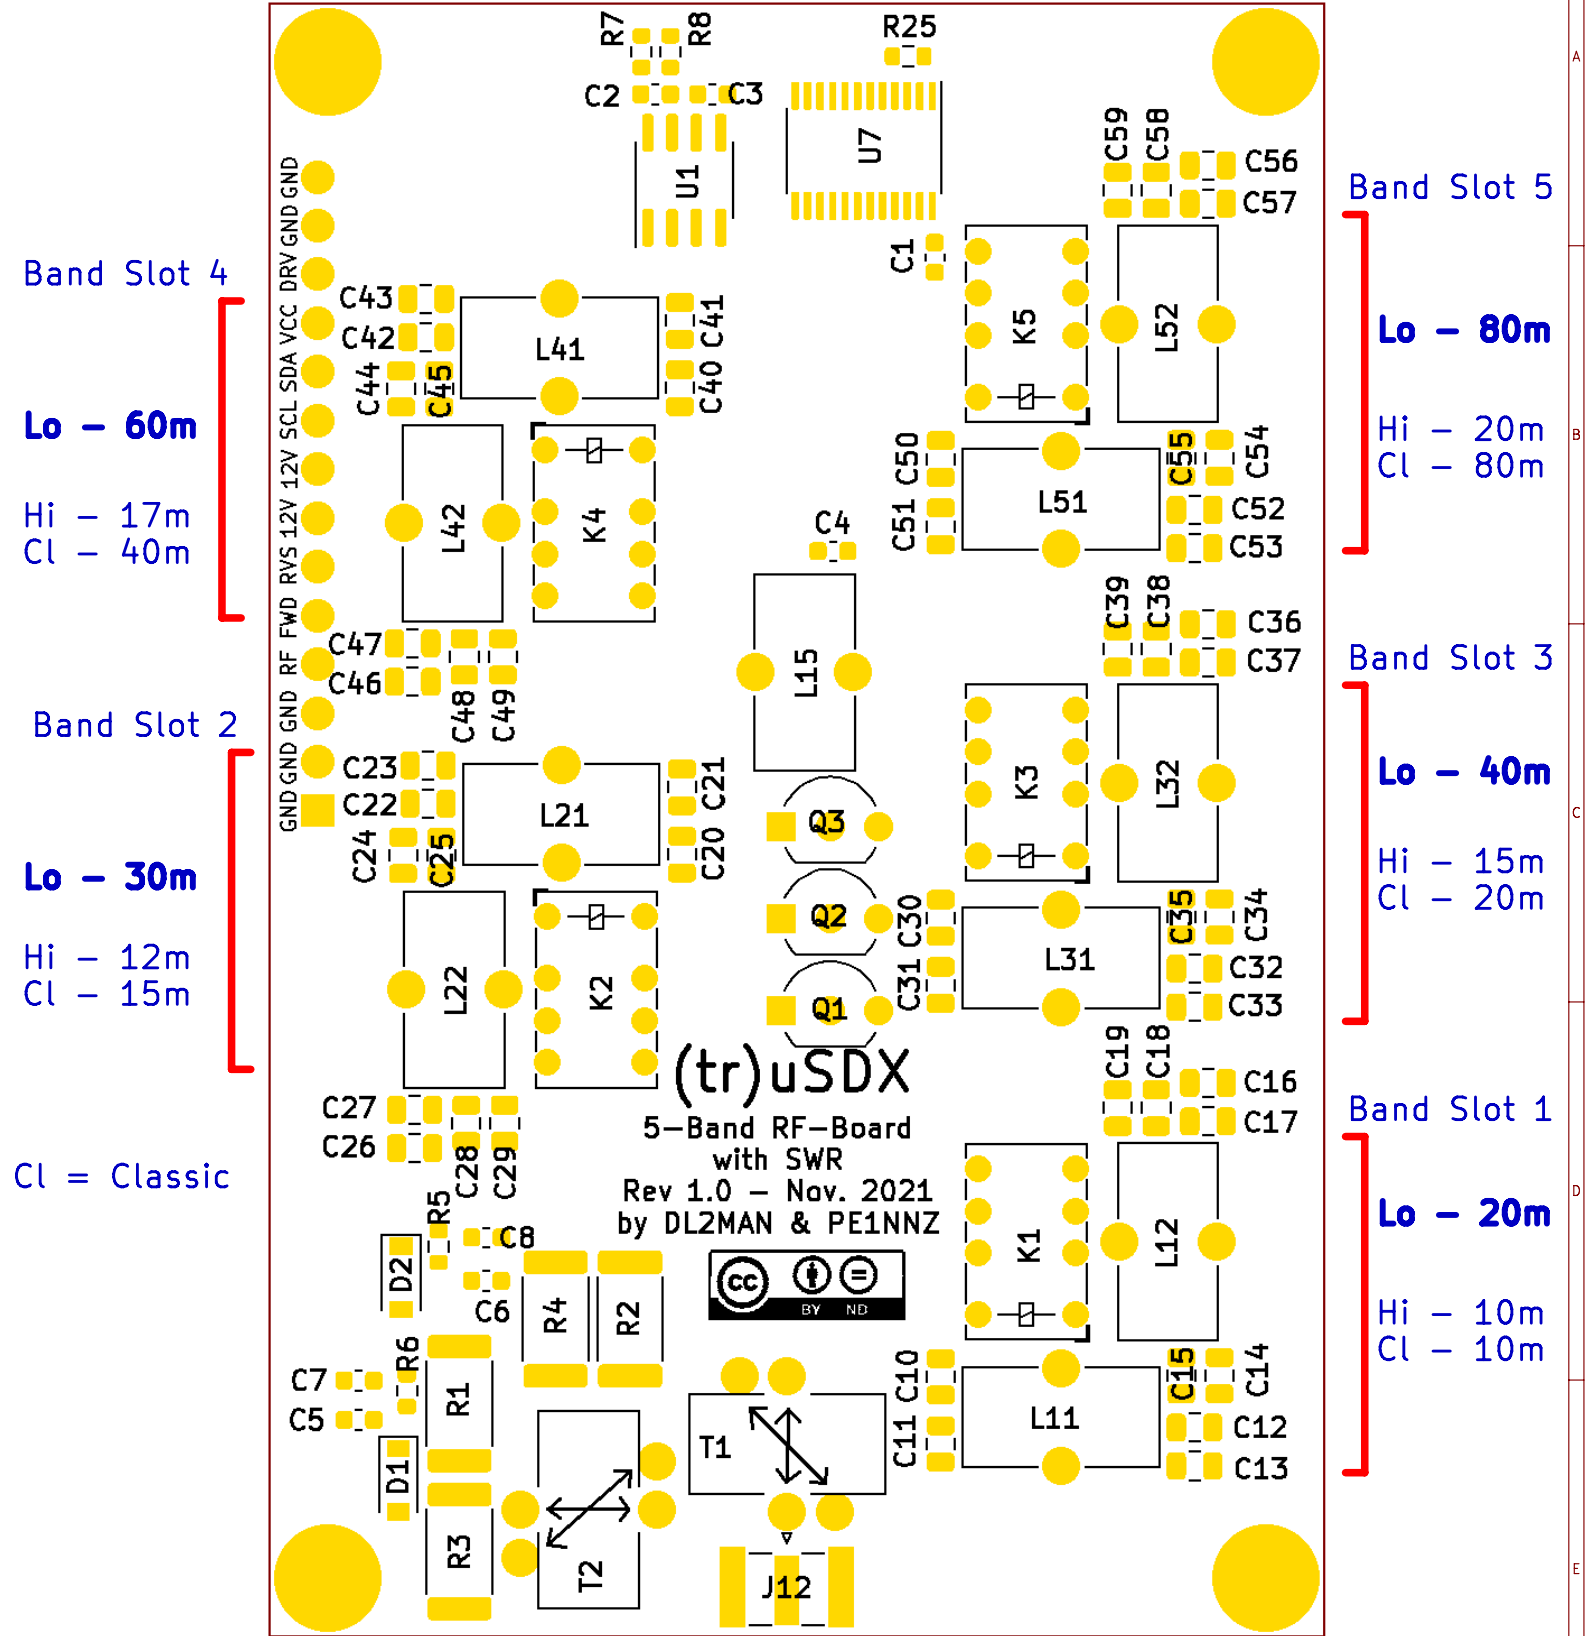 R7
R8
R25
C2
C3
U1
U7
C59
C58
C56
C57
C1
K5
L52
GND
GND
DRV
VCC
SDA
SCL
12V
12V
RVS
FWD
RF
GND
GND
GND
Band Slot 4
Lo - 60m
Hi - 17m
Cl - 40m
C43
C42
C44
C45
L41
C41
C40
L42
K4
C47
C46
C48
C49
Band Slot 5
Lo - 80m
Hi - 20m
Cl - 80m
C50
C51
L51
C55
C54
C52
C53
C4
L15
Q3
Q2
Q1
Band Slot 2
Lo - 30m
Hi - 12m
Cl - 15m
C23
C22
C24
C25
L21
C21
C20
L22
K2
C27
C26
C28
C29
Band Slot 3
Lo - 40m
Hi - 15m
Cl - 20m
C39
C38
C36
C37
K3
L32
C30
C31
L31
C35
C34
C32
C33
(tr)uSDX
5-Band RF-Board
with SWR
Rev 1.0 - Nov. 2021
by DL2MAN & PE1NNZ
cc
BY ND
Cl = Classic
Band Slot 1
Lo - 20m
Hi - 10m
Cl - 10m
C19
C18
C16
C17
K1
L12
C10
C11
L11
C15
C14
C12
C13
R5
C8
D2
C6
R4
R2
R6
C7
C5
R1
D1
R3
T2
T1
J12
A
B
C
D
E